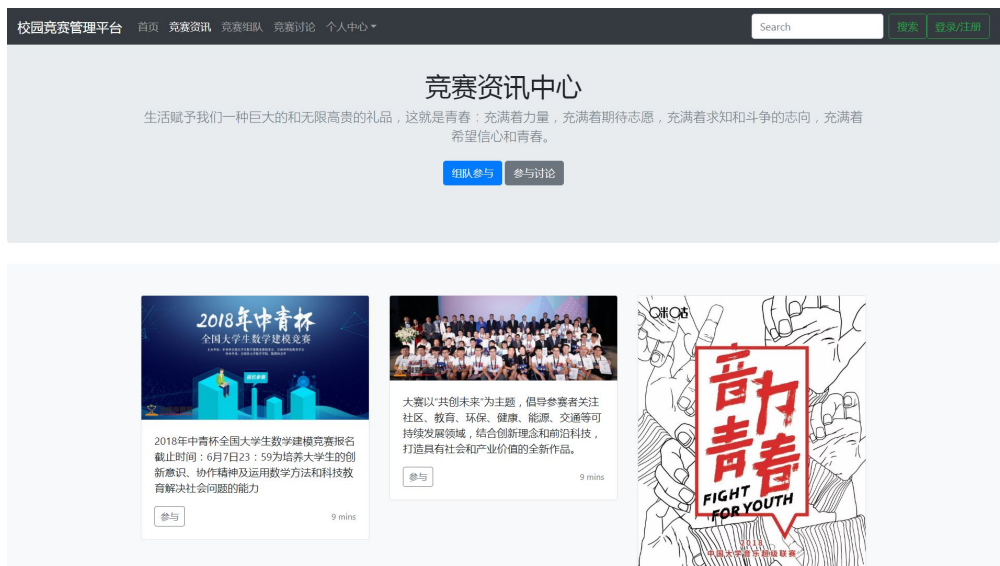 校园竞赛管理平台 首页 竞赛资讯 竞赛组队 竞赛讨论 个人中心 Search 搜索 登录/注册
竞赛资讯中心
生活赋予我们一种巨大的和无限高贵的礼品，这就是青春：充满着力量，充满着期待志愿，充满着求知和斗争的志向，充满着
希望信心和青春。
组队参与 参与讨论
2018年中青杯
全国大学生数学建模竞赛
2018年中青杯全国大学生数学建模竞赛报名
截止时间：6月7日23：59为培养大学生的创
新意识、协作精神及运用数学方法和科技教
育解决社会问题的能力
参与 9 mins
大赛以“共创未来”为主题，倡导参赛者关注
社区、教育、环保、健康、能源、交通等可
持续发展领域，结合创新理念和前沿科技，
打造具有社会和产业价值的全新作品。
参与 9 mins
咪咕
音力
青春
FIGHT
FOR YOUTH
2018
中国大学音乐超级联赛